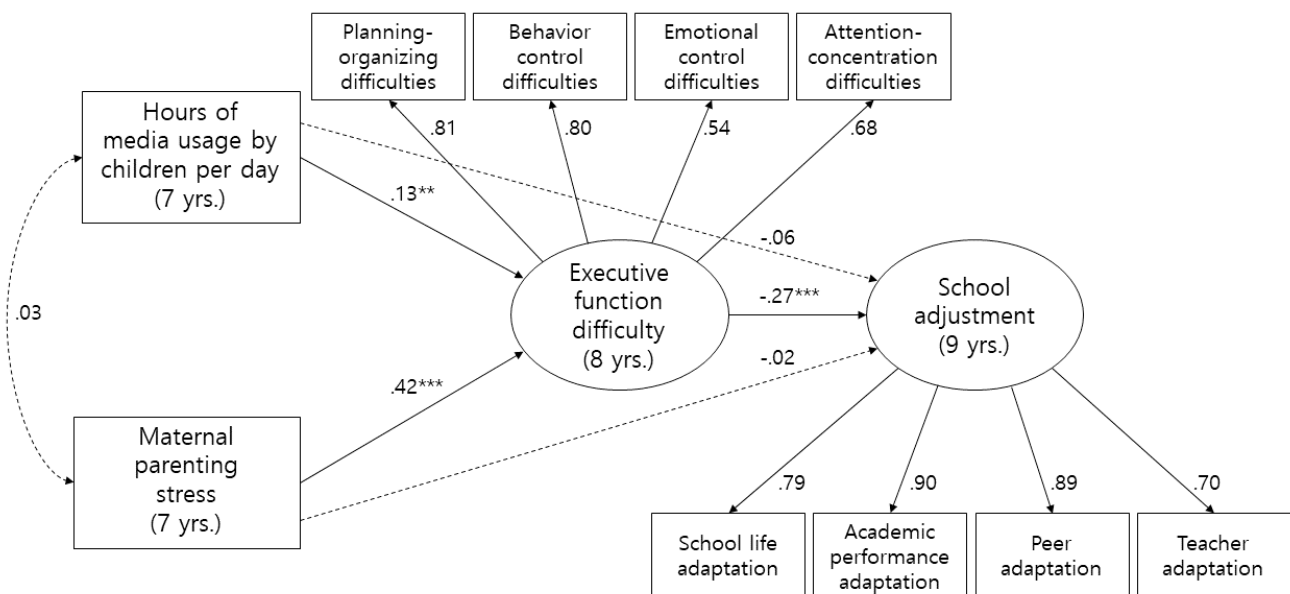 Planning-
organizing
difficulties
Behavior
control
difficulties
Emotional
control
difficulties
Attention-
concentration
difficulties
Hours of
media usage by
children per day
(7 yrs.)
.81
.80
.54
.68
.13**
-.06
Executive
function
difficulty
(8 yrs.)
-.27***
School
adjustment
(9 yrs.)
.03
-.02
.42***
Maternal
parenting
stress
(7 yrs.)
.79
.90
.89
.70
School life
adaptation
Academic
performance
adaptation
Peer
adaptation
Teacher
adaptation